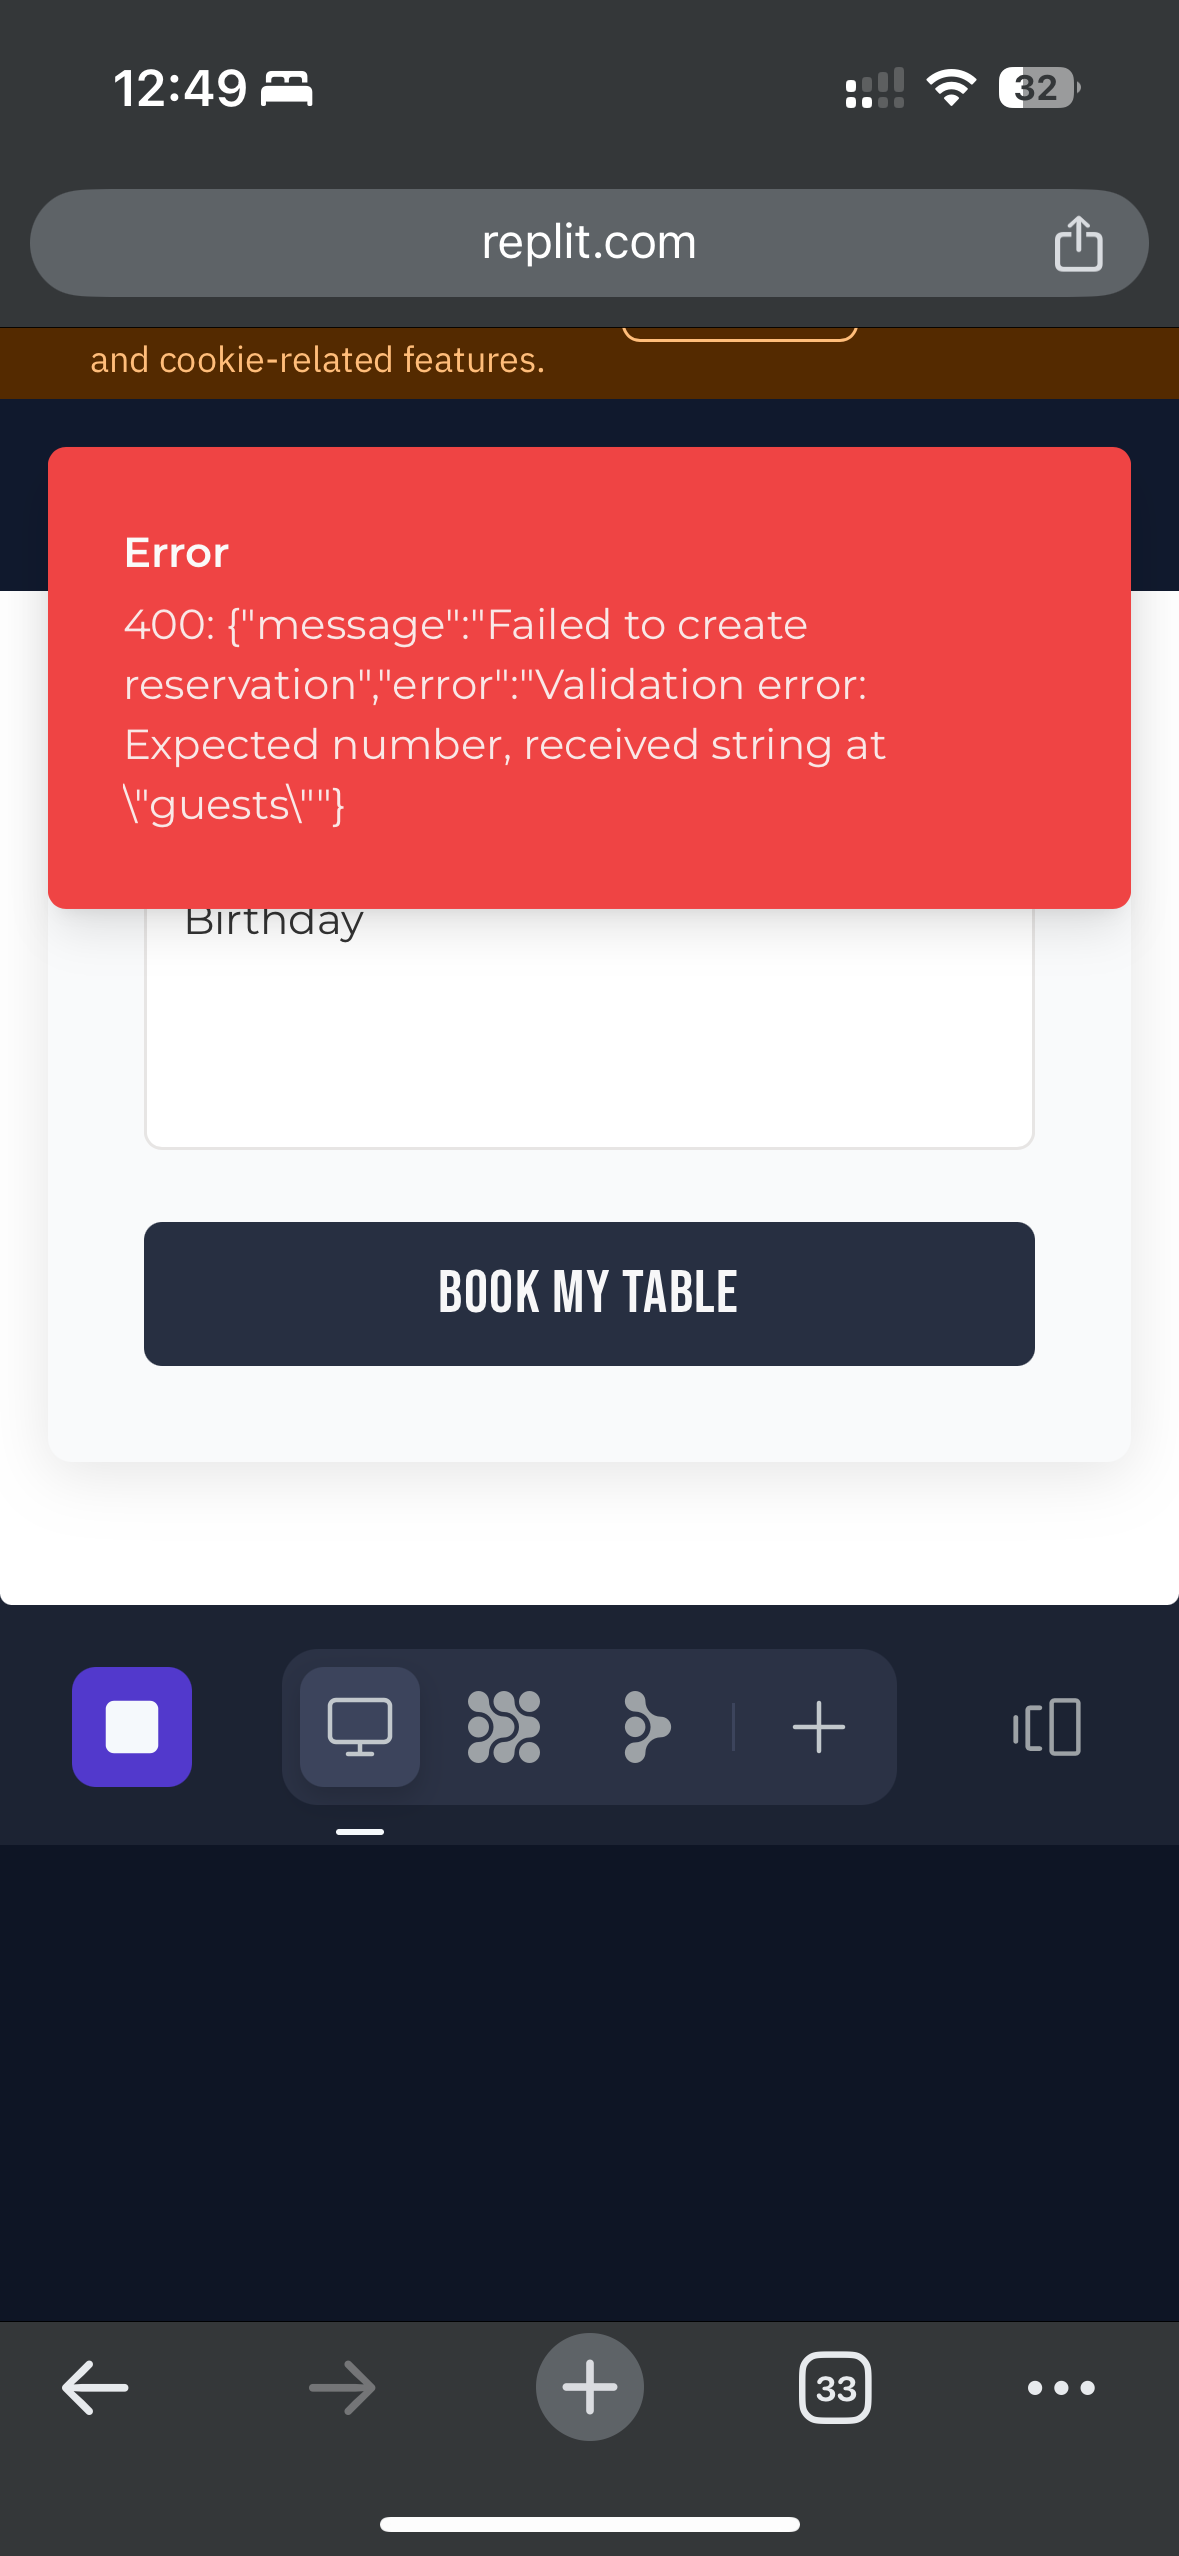 12:49
32
replit.com
and cookie-related features.
Error
400: {"message":"Failed to create
reservation","error":"Validation error:
Expected number, received string at
\"guests\""}
Birthday
BOOK MY TABLE
33